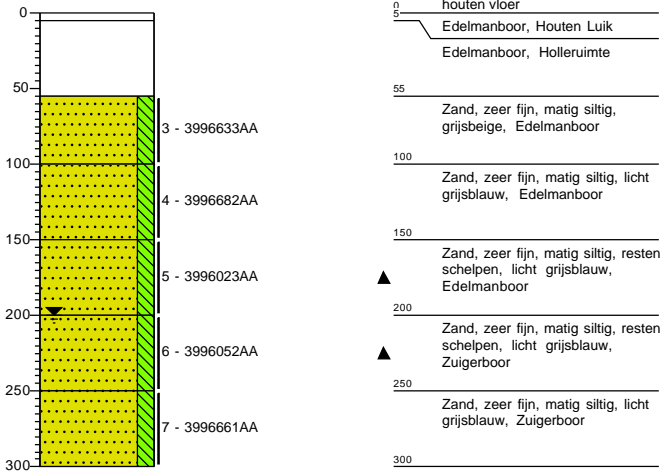 0
50
100
150
200
250
300
3 - 3996633AA
4 - 3996682AA
5 - 3996023AA
6 - 3996052AA
7 - 3996661AA
0
houten vloer
5
Edelmanboor, Houten Luik
Edelmanboor, Holleruimte
55
Zand, zeer fijn, matig siltig,
grijsbeige, Edelmanboor
100
Zand, zeer fijn, matig siltig, licht
grijsblauw, Edelmanboor
150
Zand, zeer fijn, matig siltig, resten
schelpen, licht grijsblauw,
Edelmanboor
200
Zand, zeer fijn, matig siltig, resten
schelpen, licht grijsblauw,
Zuigerboor
250
Zand, zeer fijn, matig siltig, licht
grijsblauw, Zuigerboor
300